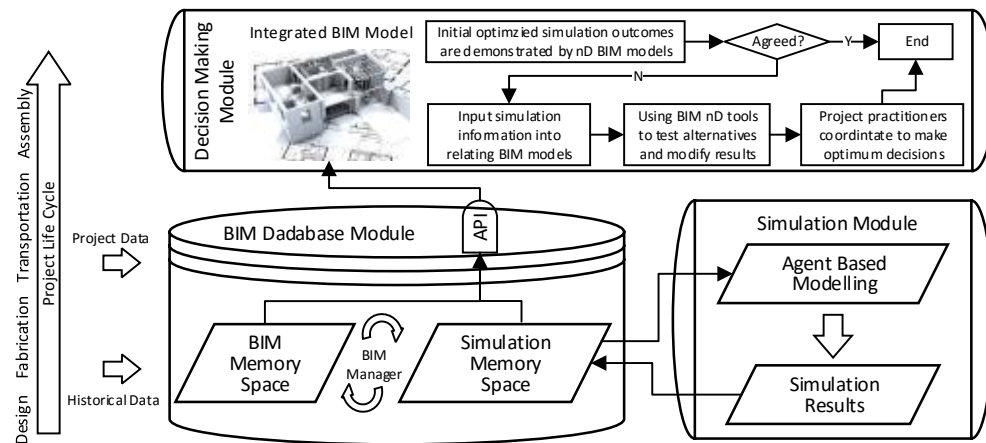 Decision Making
Module
Integrated BIM Model
Initial optimzied simulation outcomes
are demonstrated by nD BIM models
Agreed?
Y
End
N
Input simulation
information into
relating BIM models
Using BIM nD tools
to test alternatives
and modify results
Project practitioners
coordintate to make
optimum decisions
Design Fabrication Transportation Assembly
Project Life Cycle
Project Data
Historical Data
BIM Dadabase Module
API
BIM
Memory
Space
BIM
Manager
Simulation
Memory
Space
Simulation Module
Agent Based
Modelling
Simulation
Results